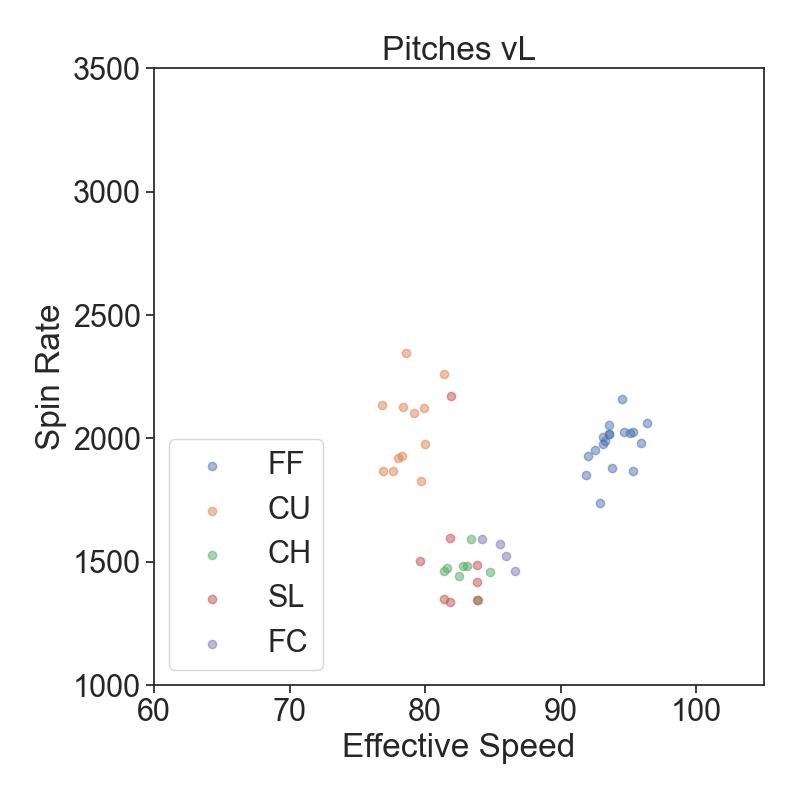 Pitches vL
3500
3000
2500
2000
1500
1000
Spin Rate
FF
CU
CH
SL
FC
60 70 80 90 100
Effective Speed